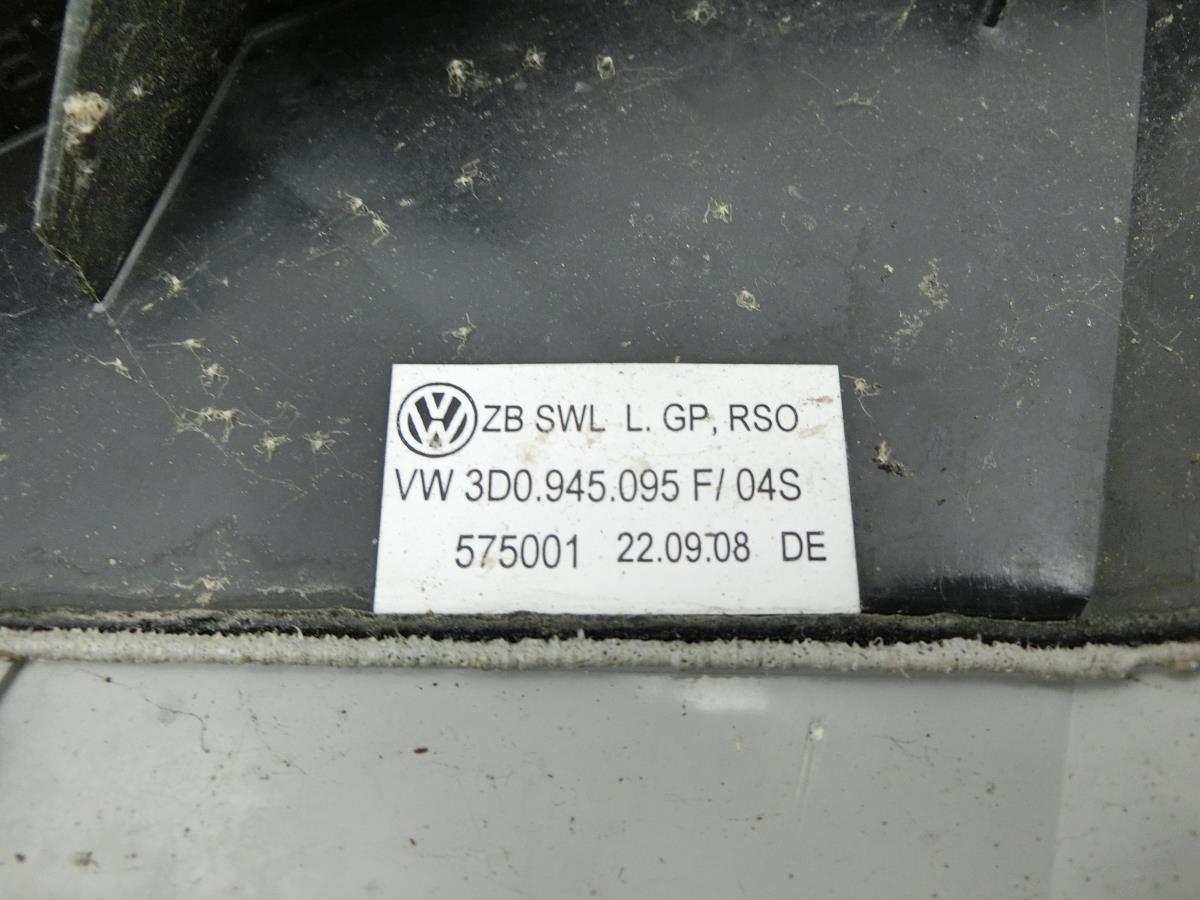 ZB SWL L. GP, RSO
VW 3D0.945.095 F/ 04S
575001 22.09.08 DE